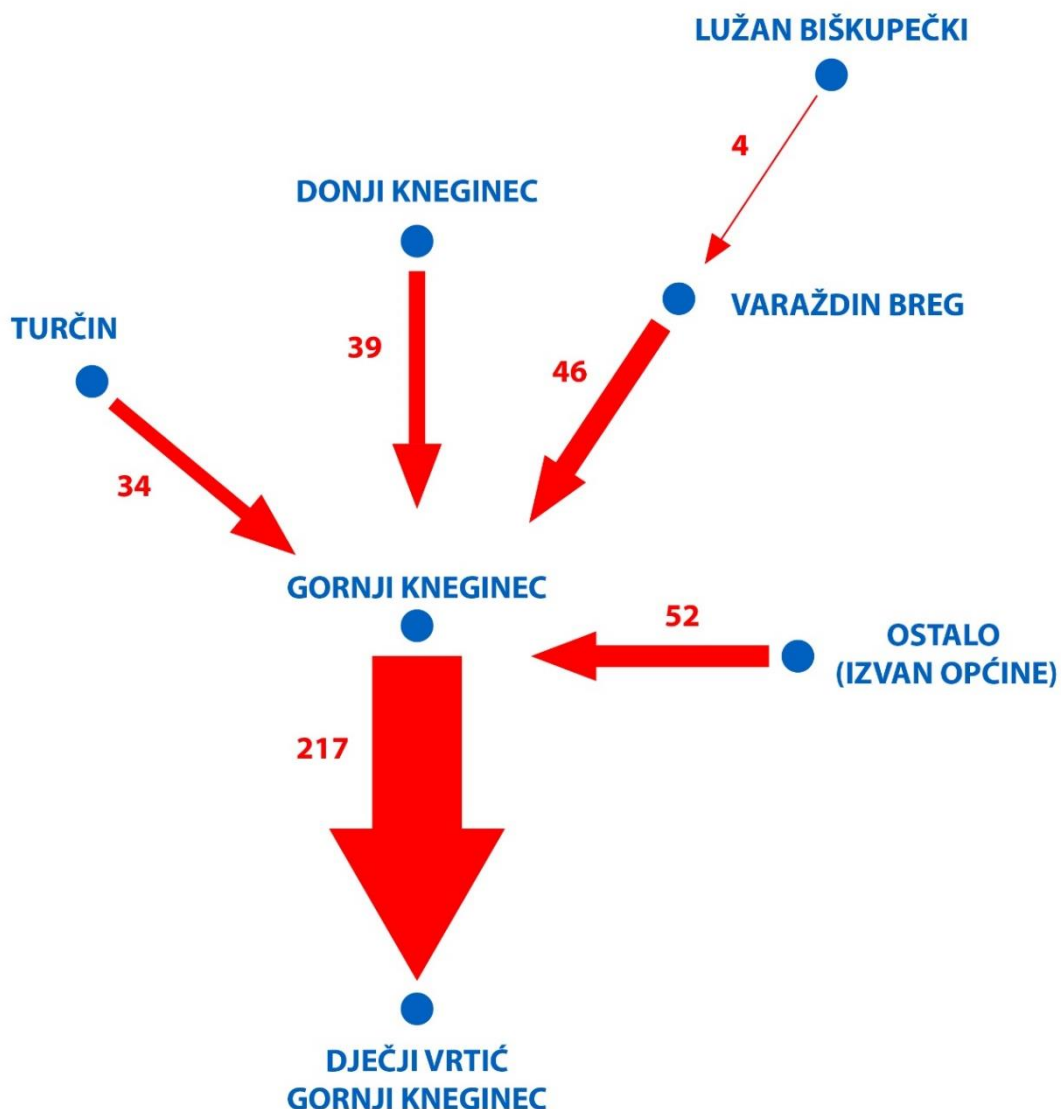 LUŽAN BIŠKUPEČKI
4
DONJI KNEGINEC
VARAŽDIN BREG
TURČIN
39
46
34
GORNJI KNEGINEC
52
OSTALO
(IZVAN OPĆINE)
217
DJEČJI VRTIĆ
GORNJI KNEGINEC